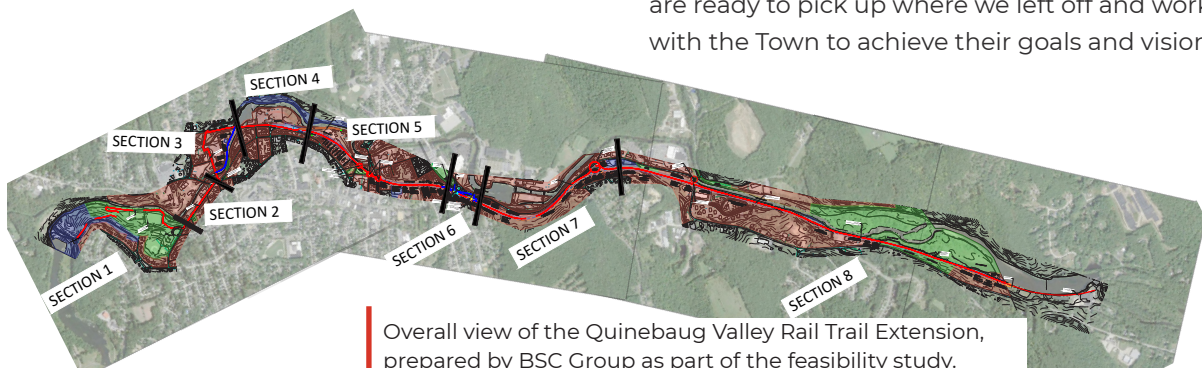 are ready to pick up where we left off and work
with the Town to achieve their goals and vision
SECTION 4
SECTION 3
SECTION 5
SECTION 2
SECTION 6
SECTION 7
SECTION 1
SECTION 8
Overall view of the Quinebaug Valley Rail Trail Extension,
prepared by BSC Group as part of the feasibility study.